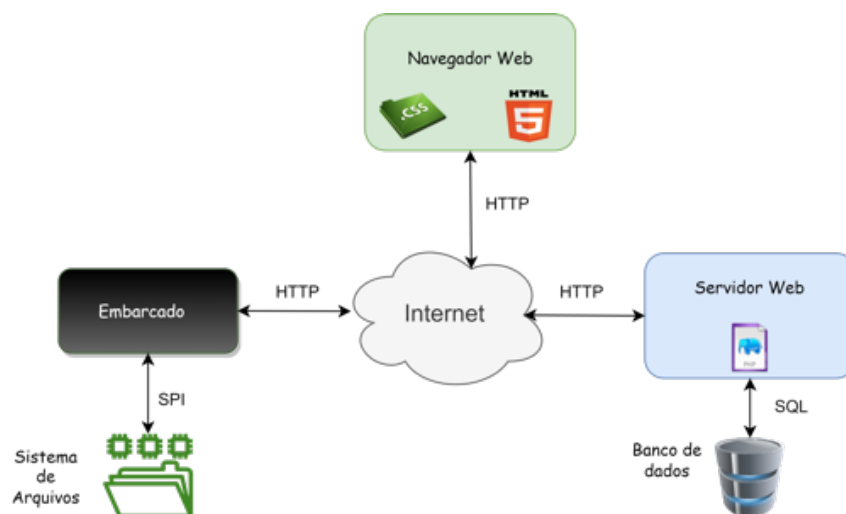 Navegador Web
.CSS
HTML
5
HTTP
Embarcado
HTTP
Internet
HTTP
Servidor Web
PHP
SPI
SQL
Sistema
de
Arquivos
Banco de
dados